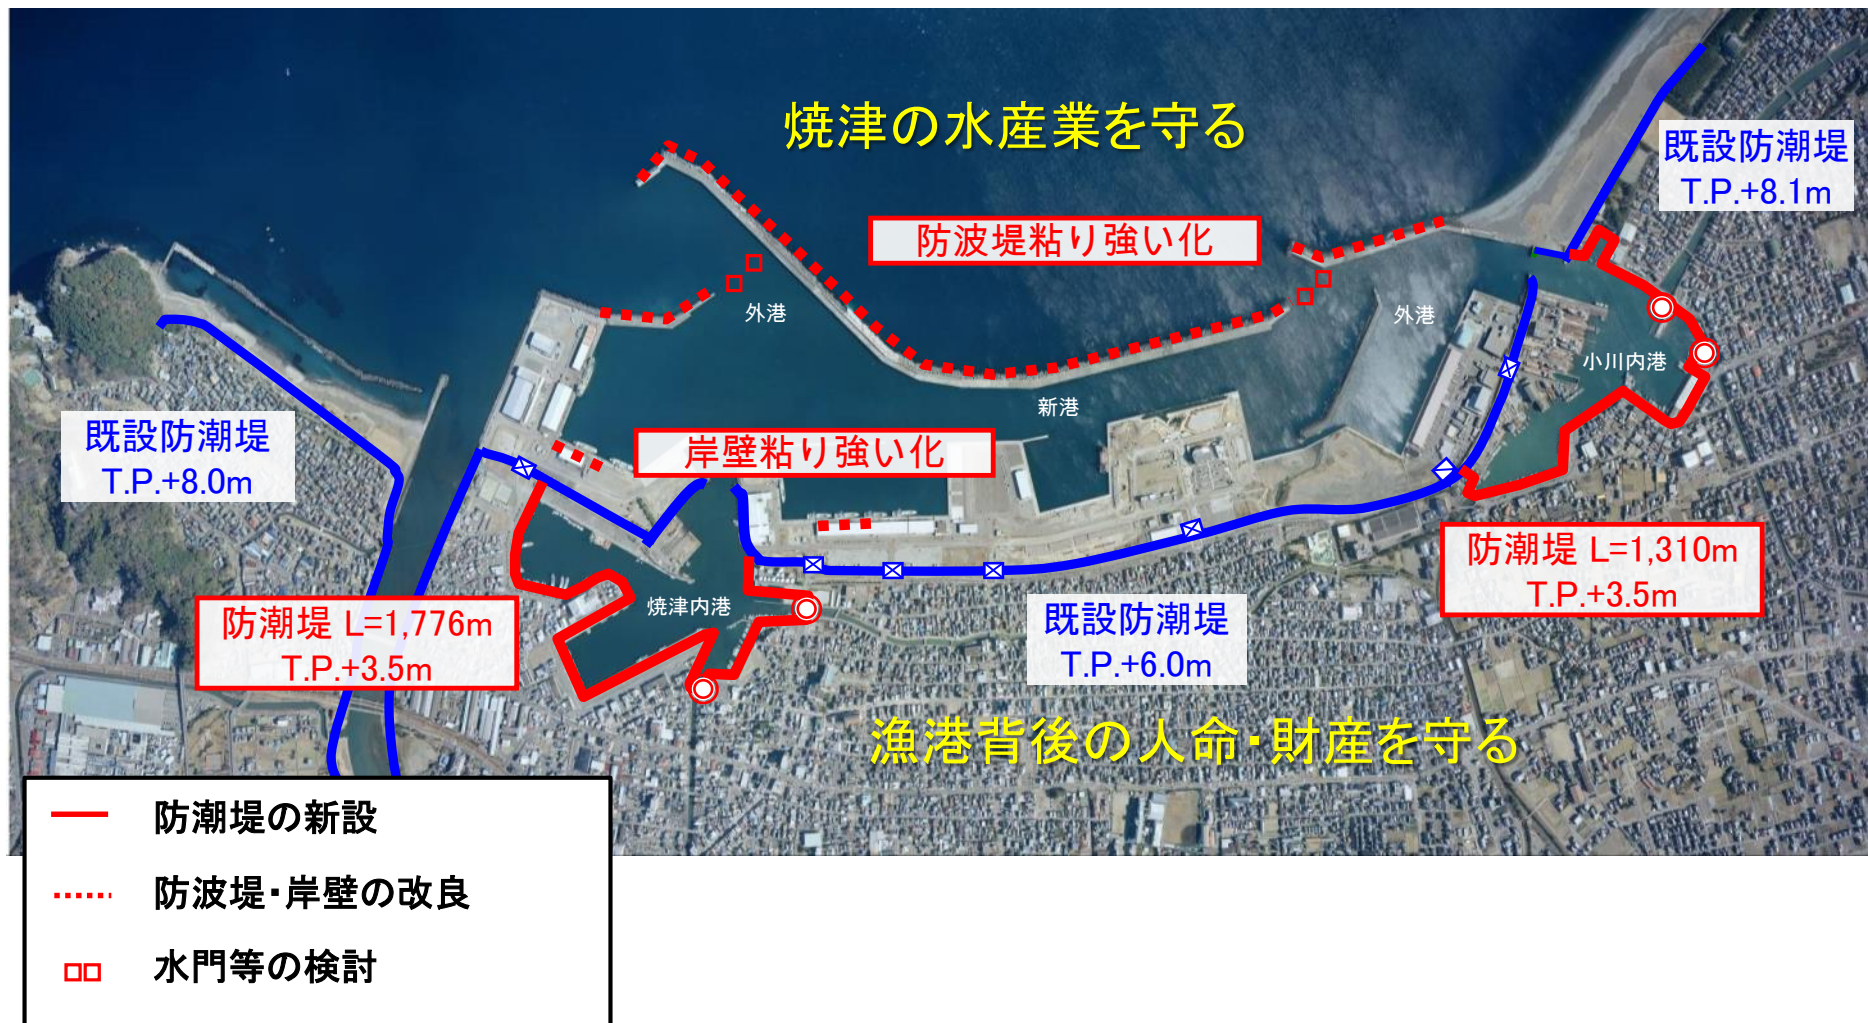 焼津の水産業を守る
既設防潮堤
T.P.+8.1m
防波堤粘り強い化
外港
外港
小川内港
新港
既設防潮堤
T.P.+8.0m
岸壁粘り強い化
防潮堤 L=1,310m
T.P.+3.5m
焼津内港
防潮堤 L=1,776m
T.P.+3.5m
既設防潮堤
T.P.+6.0m
漁港背後の人命・財産を守る
防潮堤の新設
防波堤・岸壁の改良
水門等の検討